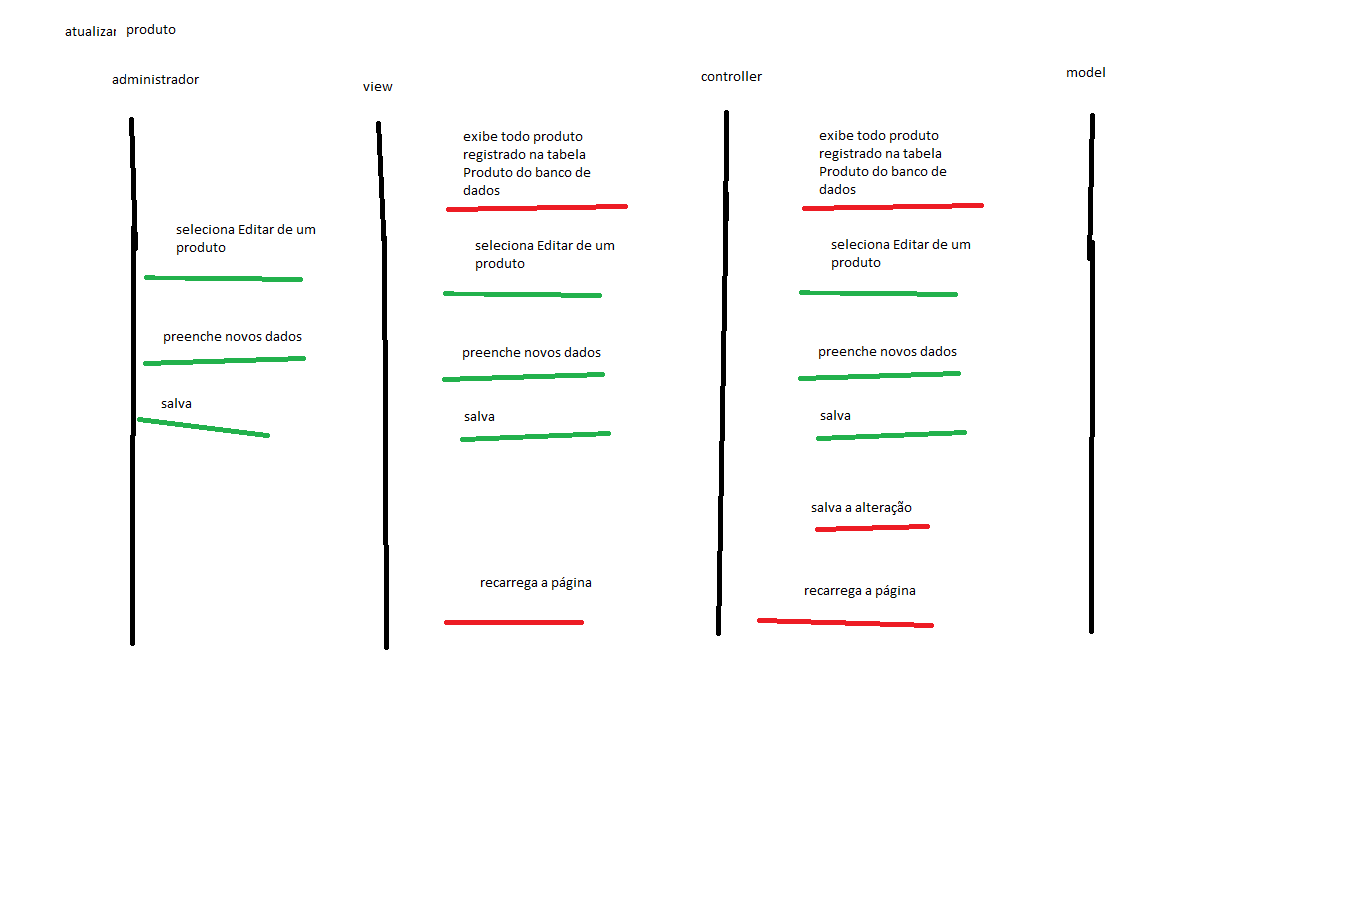 atualizar produto
administrador
view
controller
model
exibe todo produto
registrado na tabela
Produto do banco de
dados
exibe todo produto
registrado na tabela
Produto do banco de
dados
seleciona Editar de um
produto
seleciona Editar de um
produto
seleciona Editar de um
produto
preenche novos dados
preenche novos dados
preenche novos dados
salva
salva
salva
salva a alteração
recarrega a página
recarrega a página